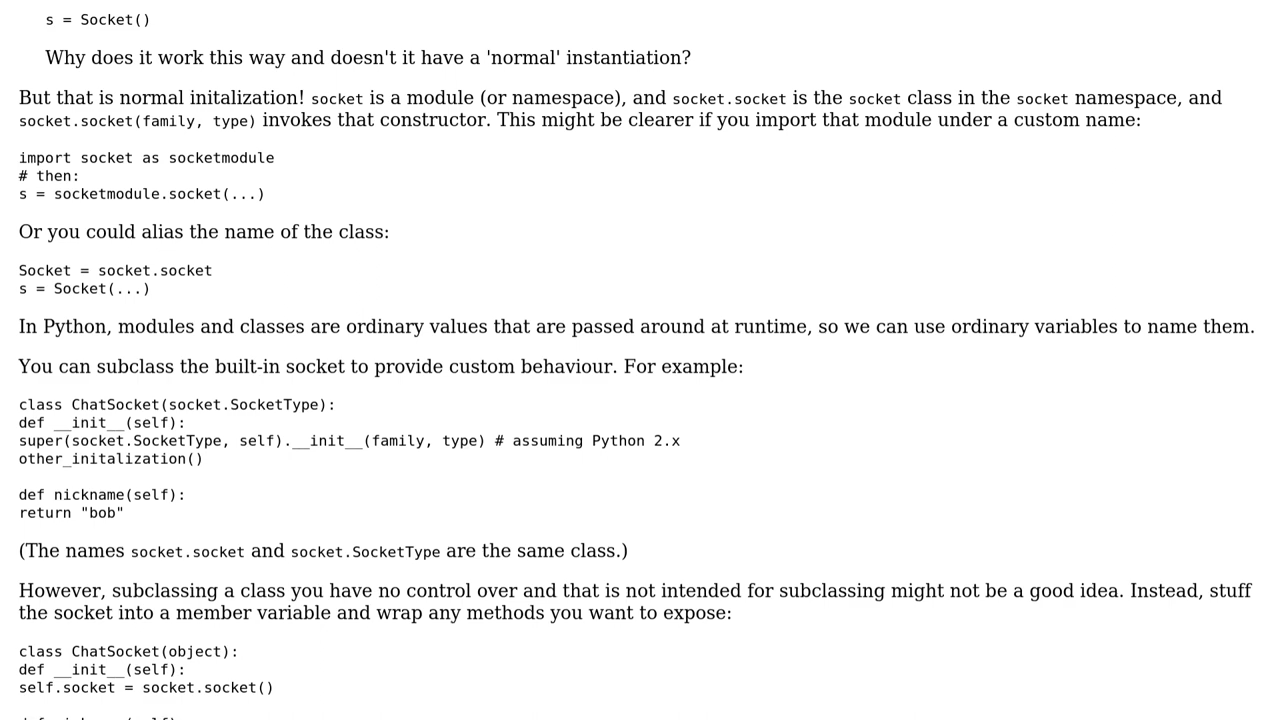 s = Socket()
Why does it work this way and doesn't it have a 'normal' instantiation?
But that is normal initalization! socket is a module (or namespace), and socket.socket is the socket class in the socket namespace, and
socket.socket(family, type) invokes that constructor. This might be clearer if you import that module under a custom name:
import socket as socketmodule
# then:
s = socketmodule.socket(...)
Or you could alias the name of the class:
Socket = socket.socket
s = Socket(...)
In Python, modules and classes are ordinary values that are passed around at runtime, so we can use ordinary variables to name them.
You can subclass the built-in socket to provide custom behaviour. For example:
class ChatSocket(socket.SocketType):
def __init__(self):
super(socket.SocketType, self).__init__(family, type) # assuming Python 2.x
other_initalization()
def nickname(self):
return "bob"
(The names socket.socket and socket.SocketType are the same class.)
However, subclassing a class you have no control over and that is not intended for subclassing might not be a good idea. Instead, stuff
the socket into a member variable and wrap any methods you want to expose:
class ChatSocket(object):
def __init__(self):
self.socket = socket.socket()